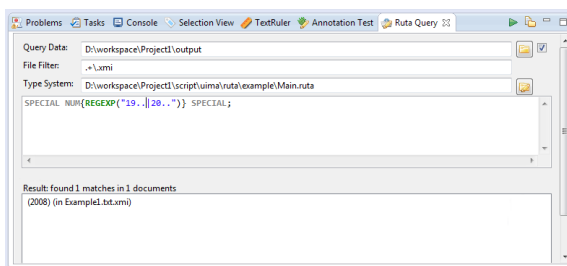 Problems Tasks Console Selection View TextRuler Annotation Test Ruta Query
Query Data: D:\workspace\Project1\output
File Filter: .+\.xmi
Type System: D:\workspace\Project1\script\uima\ruta\example\Main.ruta
SPECIAL NUM{REGEXP("19..||20..")} SPECIAL;
Result: found 1 matches in 1 documents
(2008) (in Example1.txt.xmi)